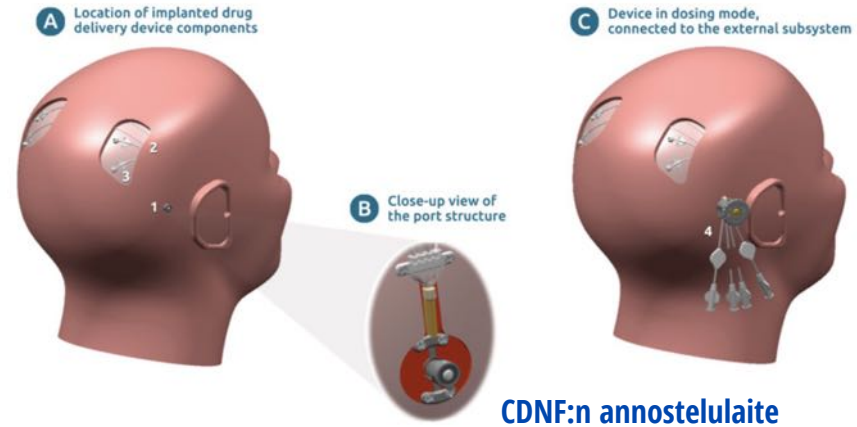 A Location of implanted drug
delivery device components
C Device in dosing mode,
connected to the external subsystem
2
3
1
B Close-up view of
the port structure
4
CDNF:n annostelulaite